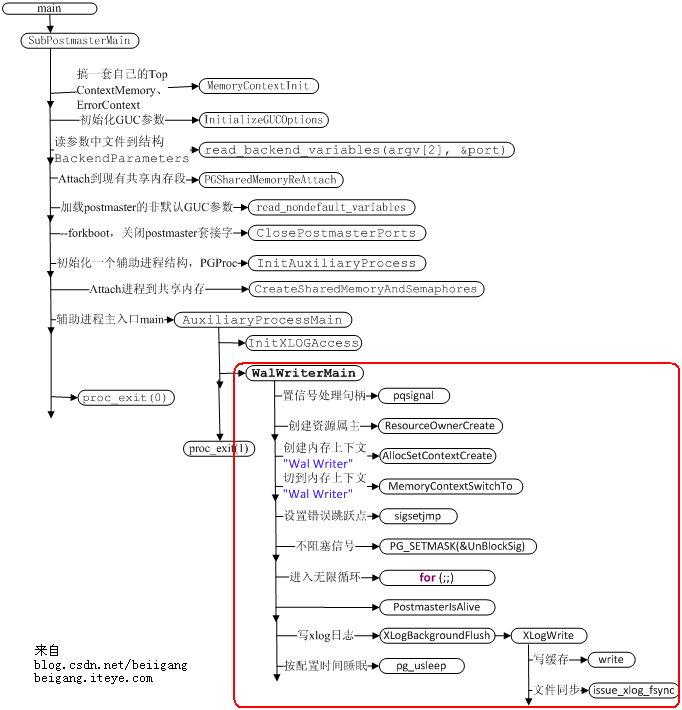 main
SubPostmasterMain
搞一套自己的Top
ContextMemory、
ErrorContext
MemoryContextInit
初始化GUC参数
InitializeGUCOptions
读参数中文件到结构
BackendParameters
read_backend_variables(argv[2], &port)
Attach到现有共享内存段
PGSharedMemoryReAttach
加载postmaster的非默认GUC参数
read_nondefault_variables
--forkboot，关闭postmaster套接字
ClosePostmasterPorts
初始化一个辅助进程结构，PGProc
InitAuxiliaryProcess
Attach进程到共享内存
CreateSharedMemoryAndSemaphores
辅助进程主入口main
AuxiliaryProcessMain
InitXLOGAccess
WalWriterMain
置信号处理句柄
pqsignal
proc_exit(0)
创建资源属主
ResourceOwnerCreate
proc_exit(1)
创建内存上下文
"Wal Writer"
AllocSetContextCreate
切到内存上下文
"Wal Writer"
MemoryContextSwitchTo
设置错误跳跃点
sigsetjmp
不阻塞信号
PG_SETMASK(&UnBlockSig)
进入无限循环
for (;;)
PostmasterIsAlive
写xlog日志
XLogBackgroundFlush
XLogWrite
写缓存
write
按配置时间睡眠
pg_usleep
文件同步
issue_xlog_fsync
来自
blog.csdn.net/beiigang
beigang.iteye.com